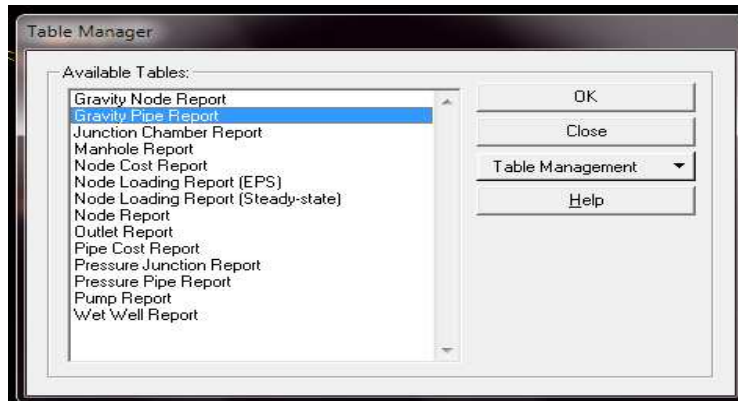 Table Manager
Available Tables:
Gravity Node Report
Gravity Pipe Report
Junction Chamber Report
Manhole Report
Node Cost Report
Node Loading Report (EPS)
Node Loading Report (Steady-state)
Node Report
Outlet Report
Pipe Cost Report
Pressure Junction Report
Pressure Pipe Report
Pump Report
Wet Well Report
OK
Close
Table Management
Help